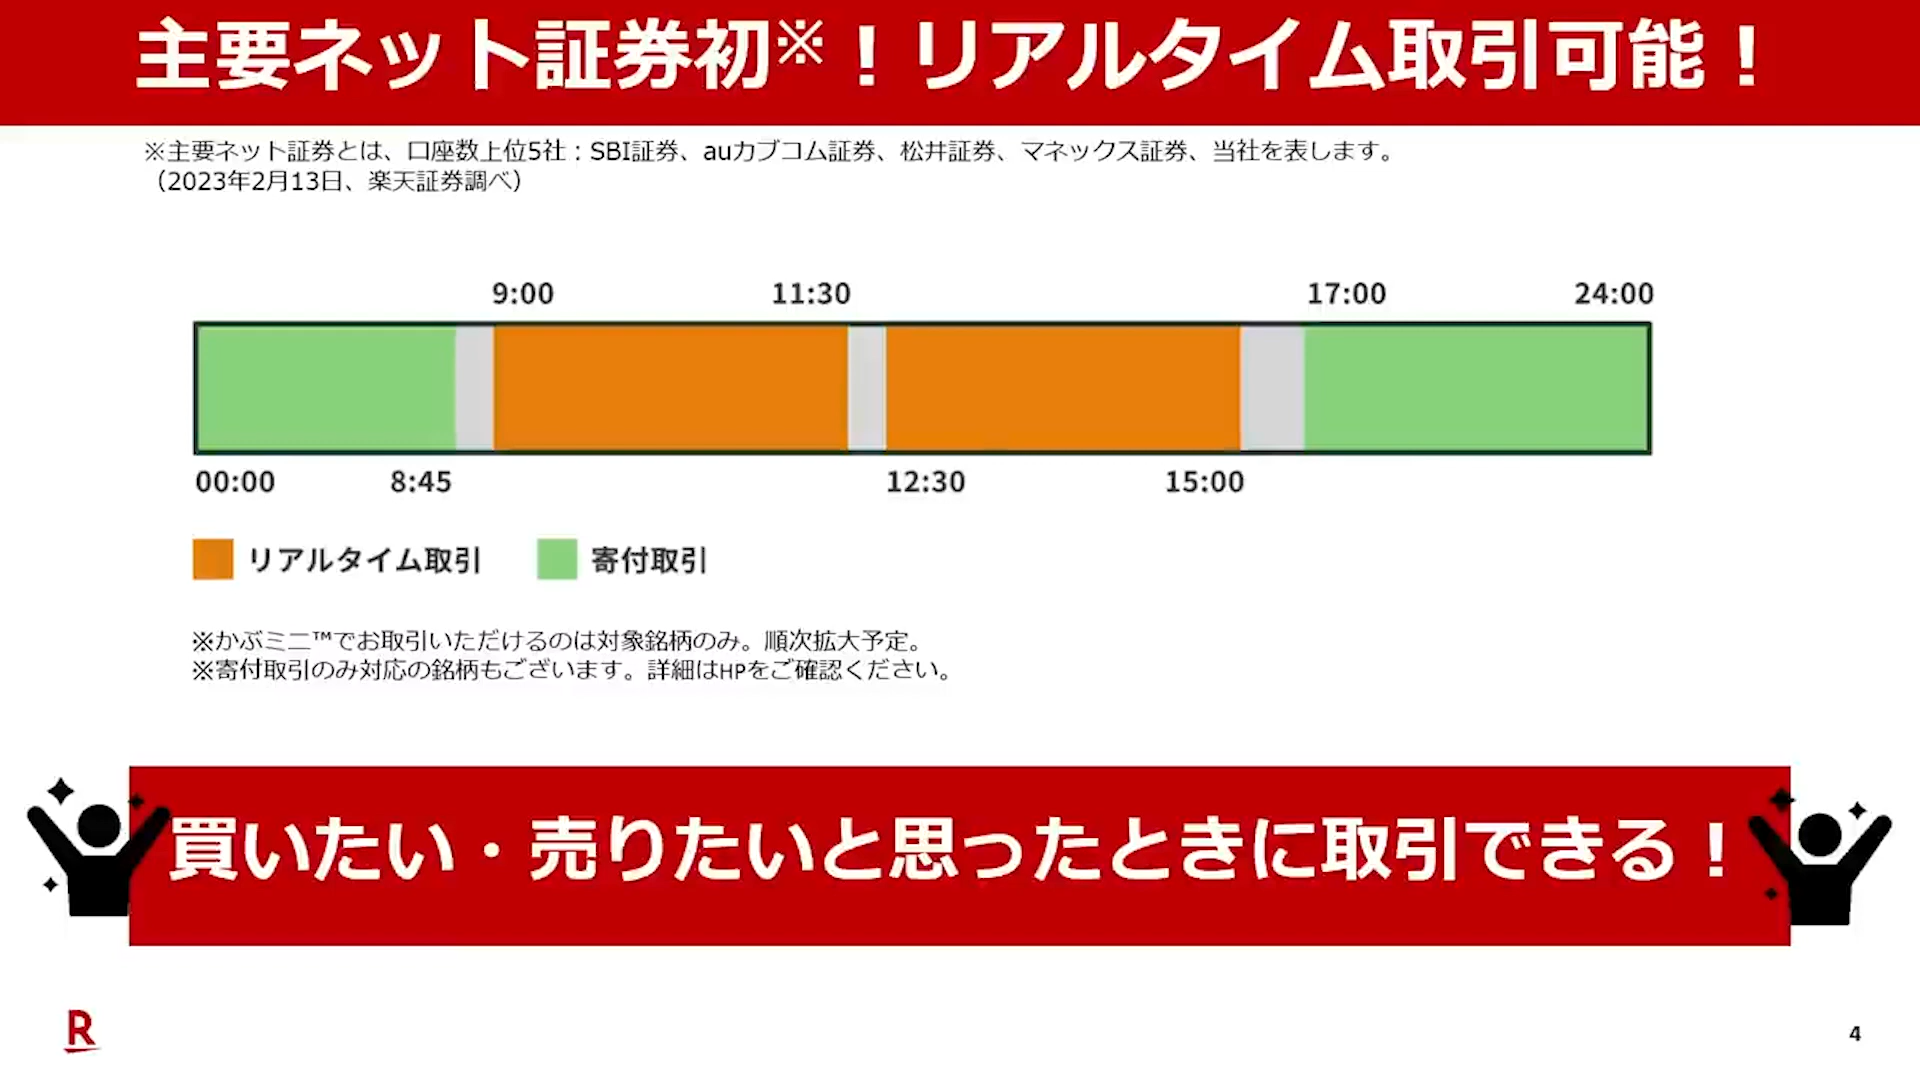 主要ネット証券初※！リアルタイム取引可能！
※主要ネット証券とは、口座数上位5社：SBI証券、auカブコム証券、松井証券、マネックス証券、当社を表します。
（2023年2月13日、楽天証券調べ）
9:00 11:30 17:00 24:00
00:00 8:45 12:30 15:00
リアルタイム取引 寄付取引
※かぶミニ™でお取引いただけるのは対象銘柄のみ。順次拡大予定。
※寄付取引のみ対応の銘柄もございます。詳細はHPをご確認ください。
買いたい・売りたいと思ったときに取引できる！
R
4